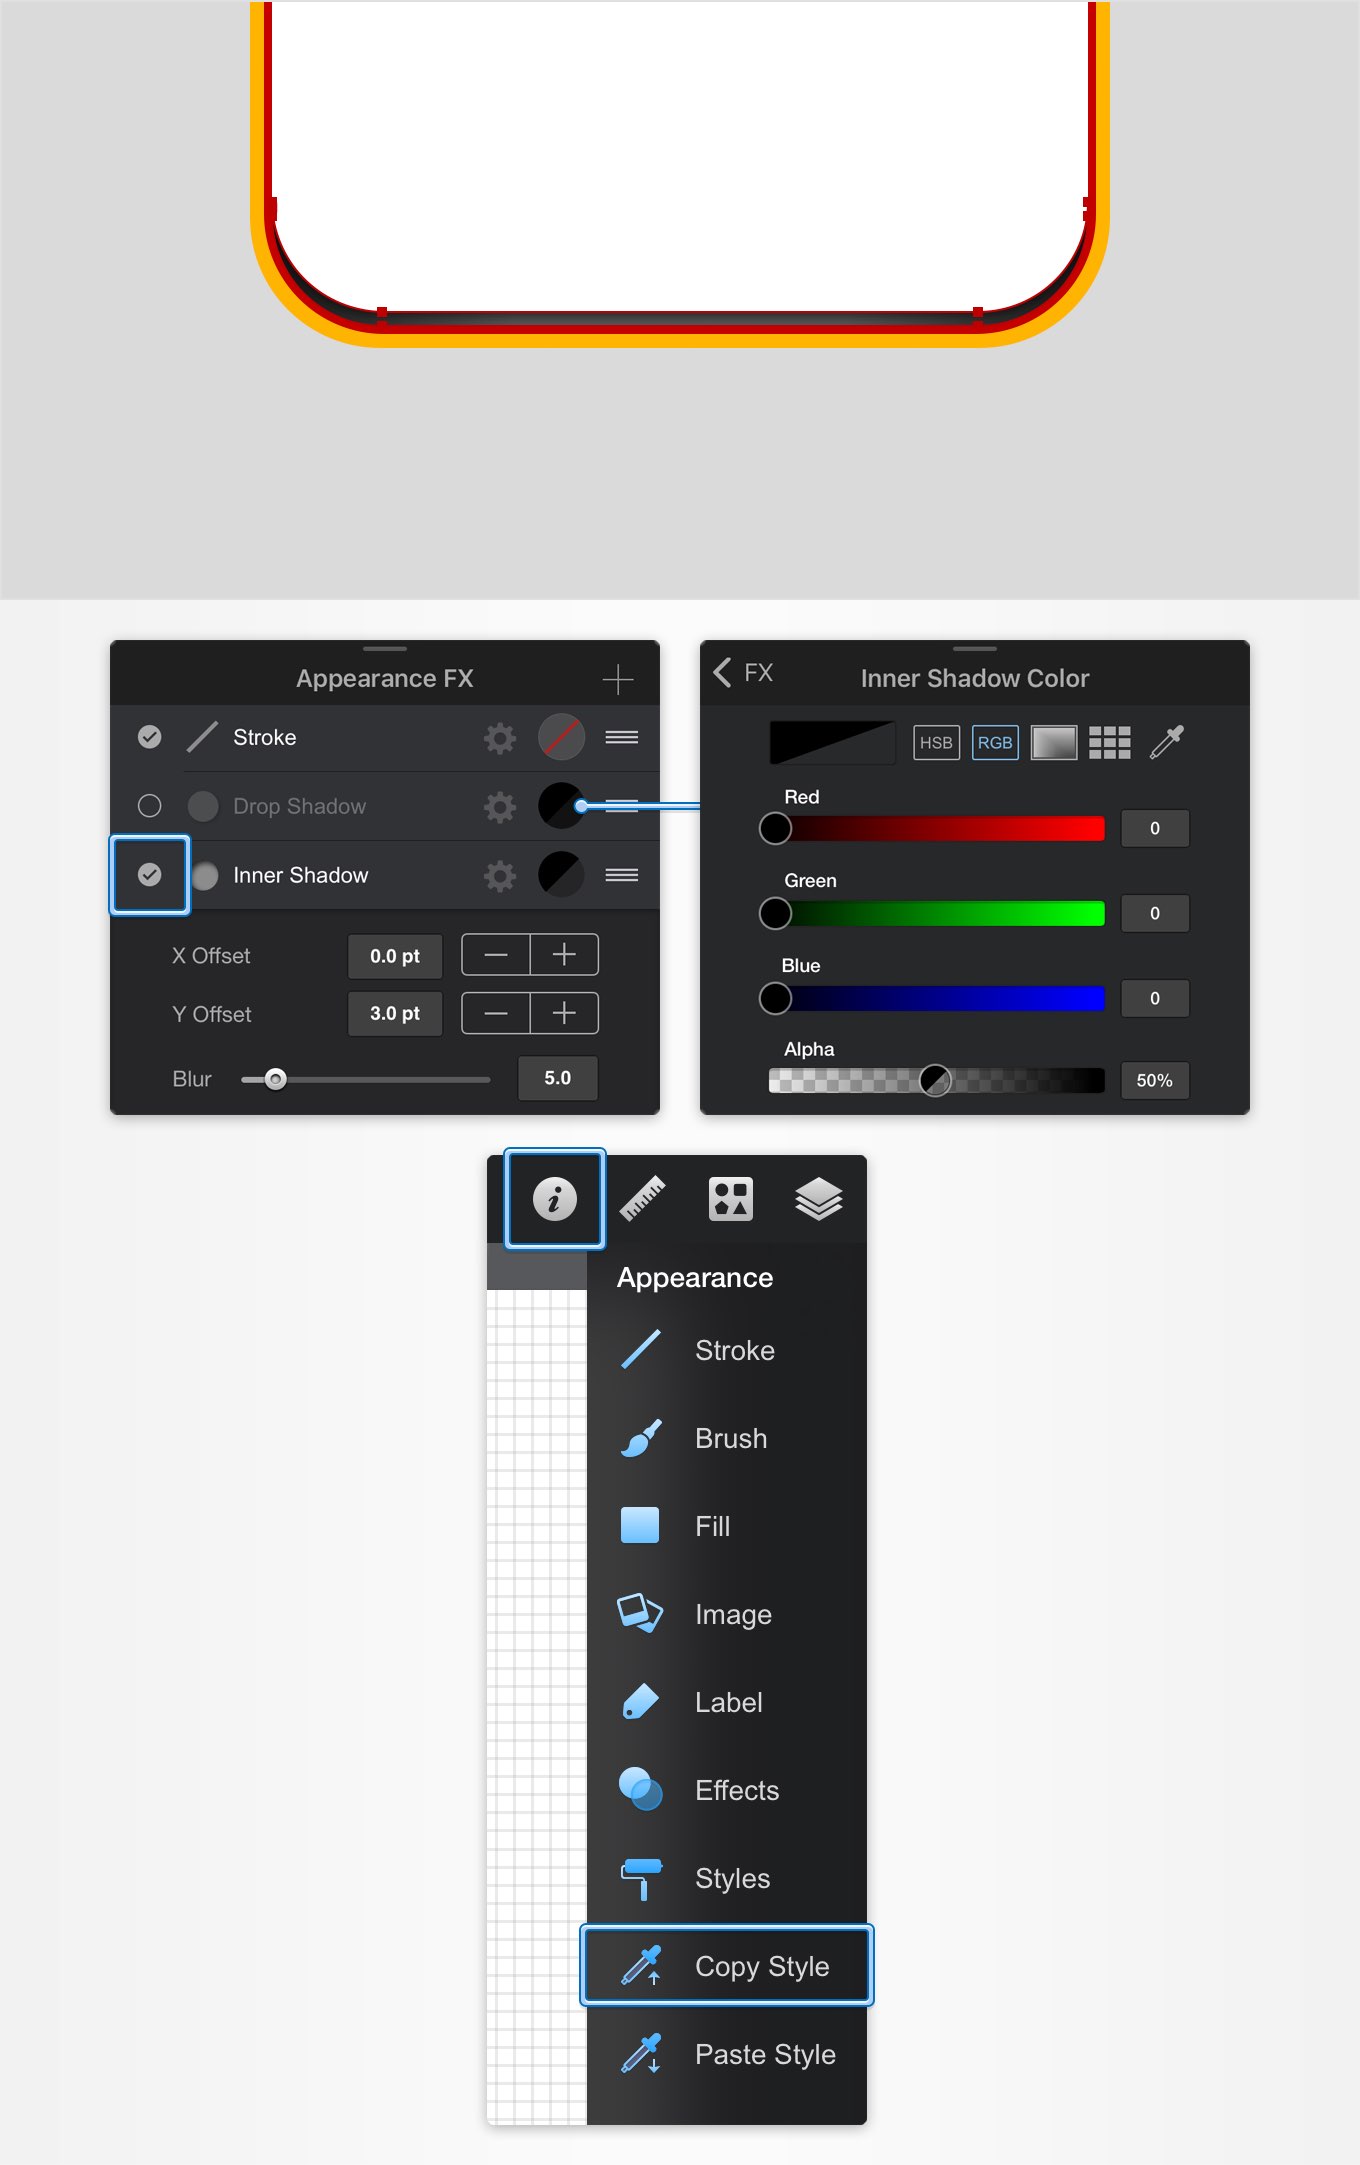 Appearance FX
Stroke
Drop Shadow
Inner Shadow
X Offset 0.0 pt
Y Offset 3.0 pt
Blur 5.0
FX Inner Shadow Color
HSB RGB
Red
0
Green
0
Blue
0
Alpha
50%
Appearance
Stroke
Brush
Fill
Image
Label
Effects
Styles
Copy Style
Paste Style